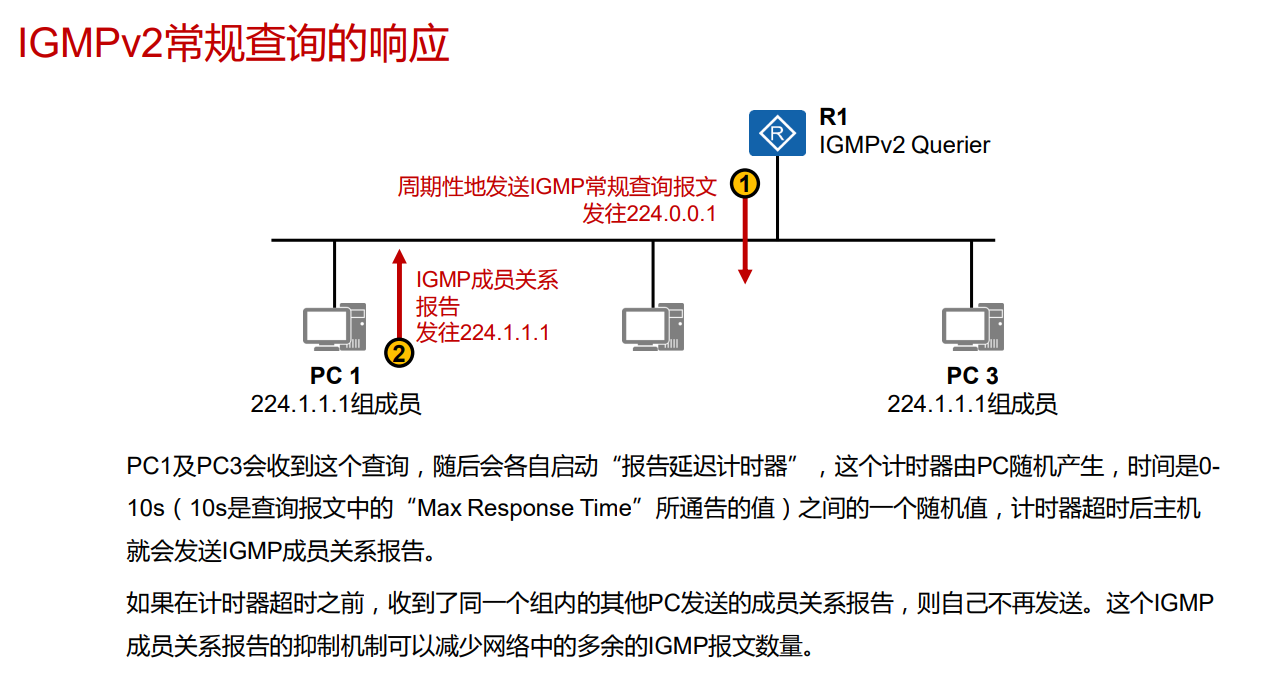 IGMPv2常规查询的响应
R
R1
IGMPv2 Querier
周期性地发送IGMP常规查询报文
发往224.0.0.1
1
IGMP成员关系
报告
发往224.1.1.1
2
PC 1
224.1.1.1组成员
PC 3
224.1.1.1组成员
PC1及PC3会收到这个查询，随后会各自启动“报告延迟计时器”，这个计时器由PC随机产生，时间是0-
10s（10s是查询报文中的“Max Response Time”所通告的值）之间的一个随机值，计时器超时后主机
就会发送IGMP成员关系报告。
如果在计时器超时之前，收到了同一个组内的其他PC发送的成员关系报告，则自己不再发送。这个IGMP
成员关系报告的抑制机制可以减少网络中的多余的IGMP报文数量。